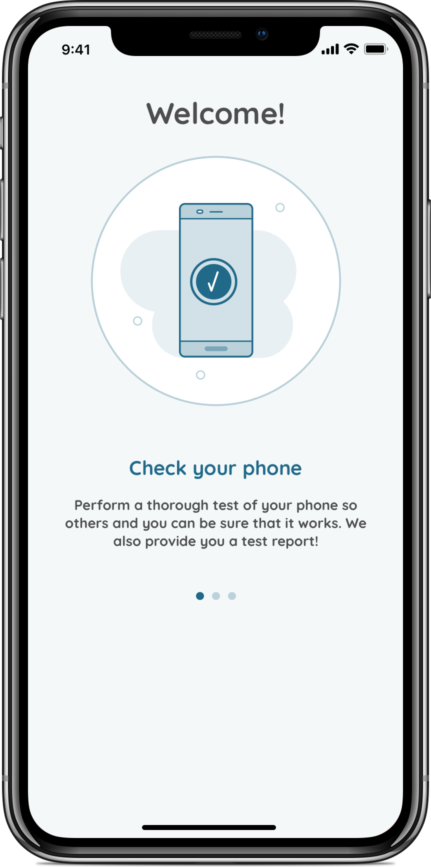 9:41
Welcome!
Check your phone
Perform a thorough test of your phone so
others and you can be sure that it works. We
also provide you a test report!